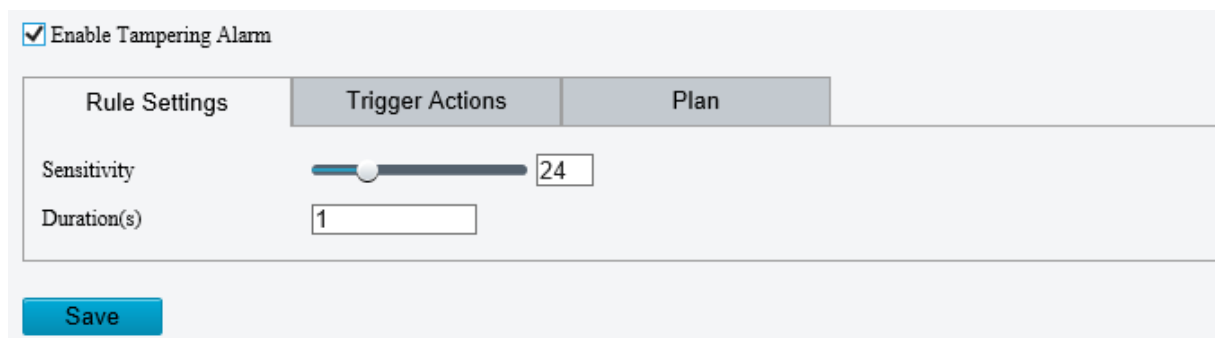 Enable Tampering Alarm
Rule Settings Trigger Actions Plan
Sensitivity 24
Duration(s) 1
Save